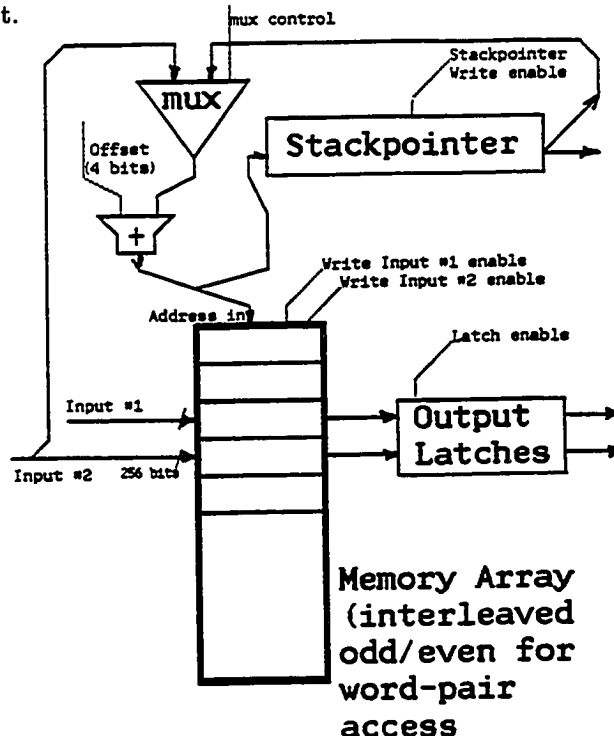 t.
mux control
Stackpointer
Write enable
mux
Stackpointer
Offset
(4 bits)
+
Write Input #1 enable
Write Input #2 enable
Address in
Latch enable
Input #1
Output
Latches
Input #2
256 bits
Memory Array
(interleaved
odd/even for
word-pair
access